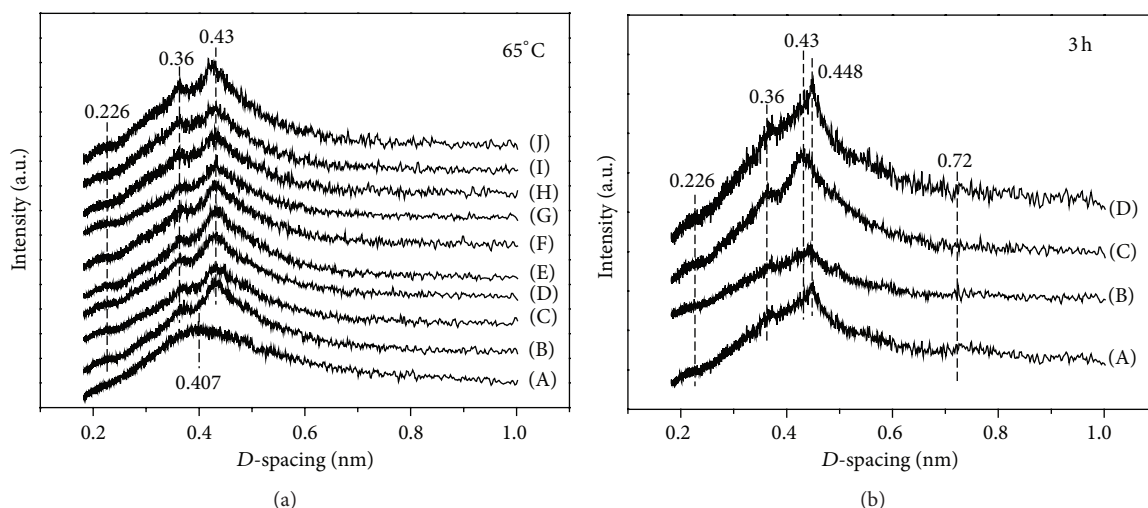 0.43
65°C
0.36
0.226
(J)
(I)
(H)
(G)
(F)
(E)
(D)
(C)
(B)
(A)
0.407
Intensity (a.u.)
0.2 0.4 0.6 0.8 1.0
D-spacing (nm)
(a)
0.43
3 h
0.448
0.36
0.72
0.226
(D)
(C)
(B)
(A)
Intensity (a.u.)
0.2 0.4 0.6 0.8 1.0
D-spacing (nm)
(b)